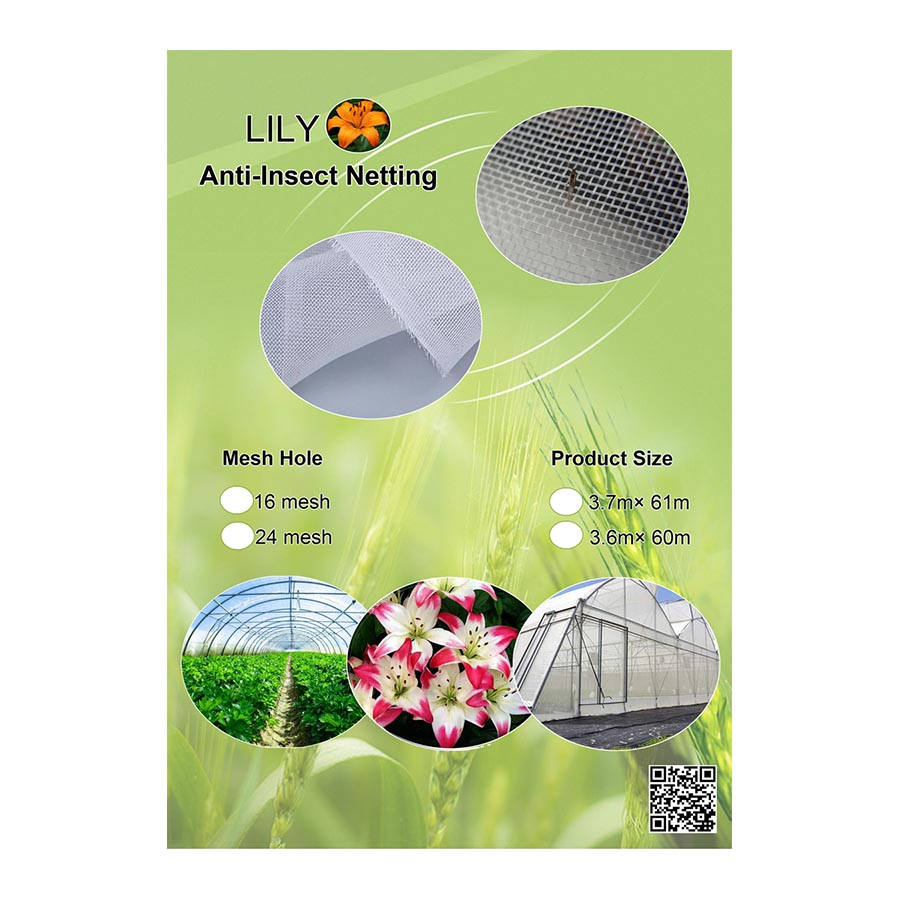 LILY
Anti-Insect Netting
Mesh Hole
16 mesh
24 mesh
Product Size
3.7m× 61m
3.6m× 60m